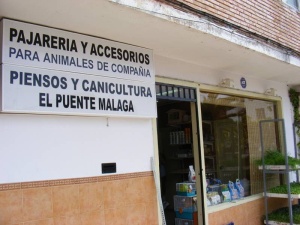 PAJARERIA Y ACCESORIOS
PARA ANIMALES DE COMPAÑIA
PIENSOS Y CANICULTURA
EL PUENTE MALAGA